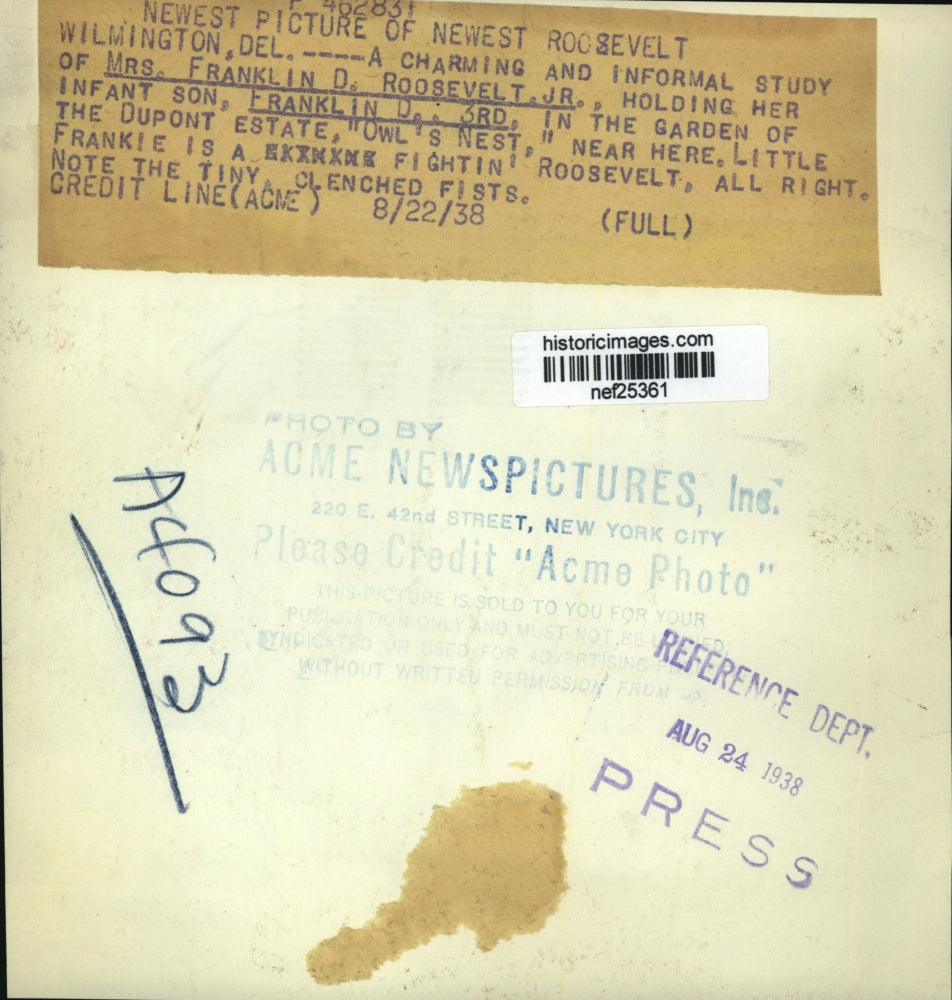 P 462831
NEWEST PICTURE OF NEWEST ROOSEVELT
WILMINGTON, DEL.----A CHARMING AND INFORMAL STUDY
OF MRS. FRANKLIN D. ROOSEVELT.JR., HOLDING HER
INFANT SON, FRANKLIN D., 3RD, IN THE GARDEN OF
THE DUPONT ESTATE,"OWL'S NEST," NEAR HERE. LITTLE
FRANKIE IS A FIGHTIN' ROOSEVELT, ALL RIGHT.
NOTE THE TINY, CLENCHED FISTS.
CREDIT LINE(ACME) 8/22/38 (FULL)
historicimages.com
nef25361
PHOTO BY
ACME NEWSPICTURES, Inc.
220 E. 42nd STREET, NEW YORK CITY
Please Credit "Acme Photo"
THIS PICTURE IS SOLD TO YOU FOR YOUR
PUBLICATION ONLY AND MUST NOT BE
SYNDICATED OR USED FOR ADVERTISING
WITHOUT WRITTEN PERMISSION FROM US
A4093
REFERENCE DEPT.
AUG 24 1938
PRESS